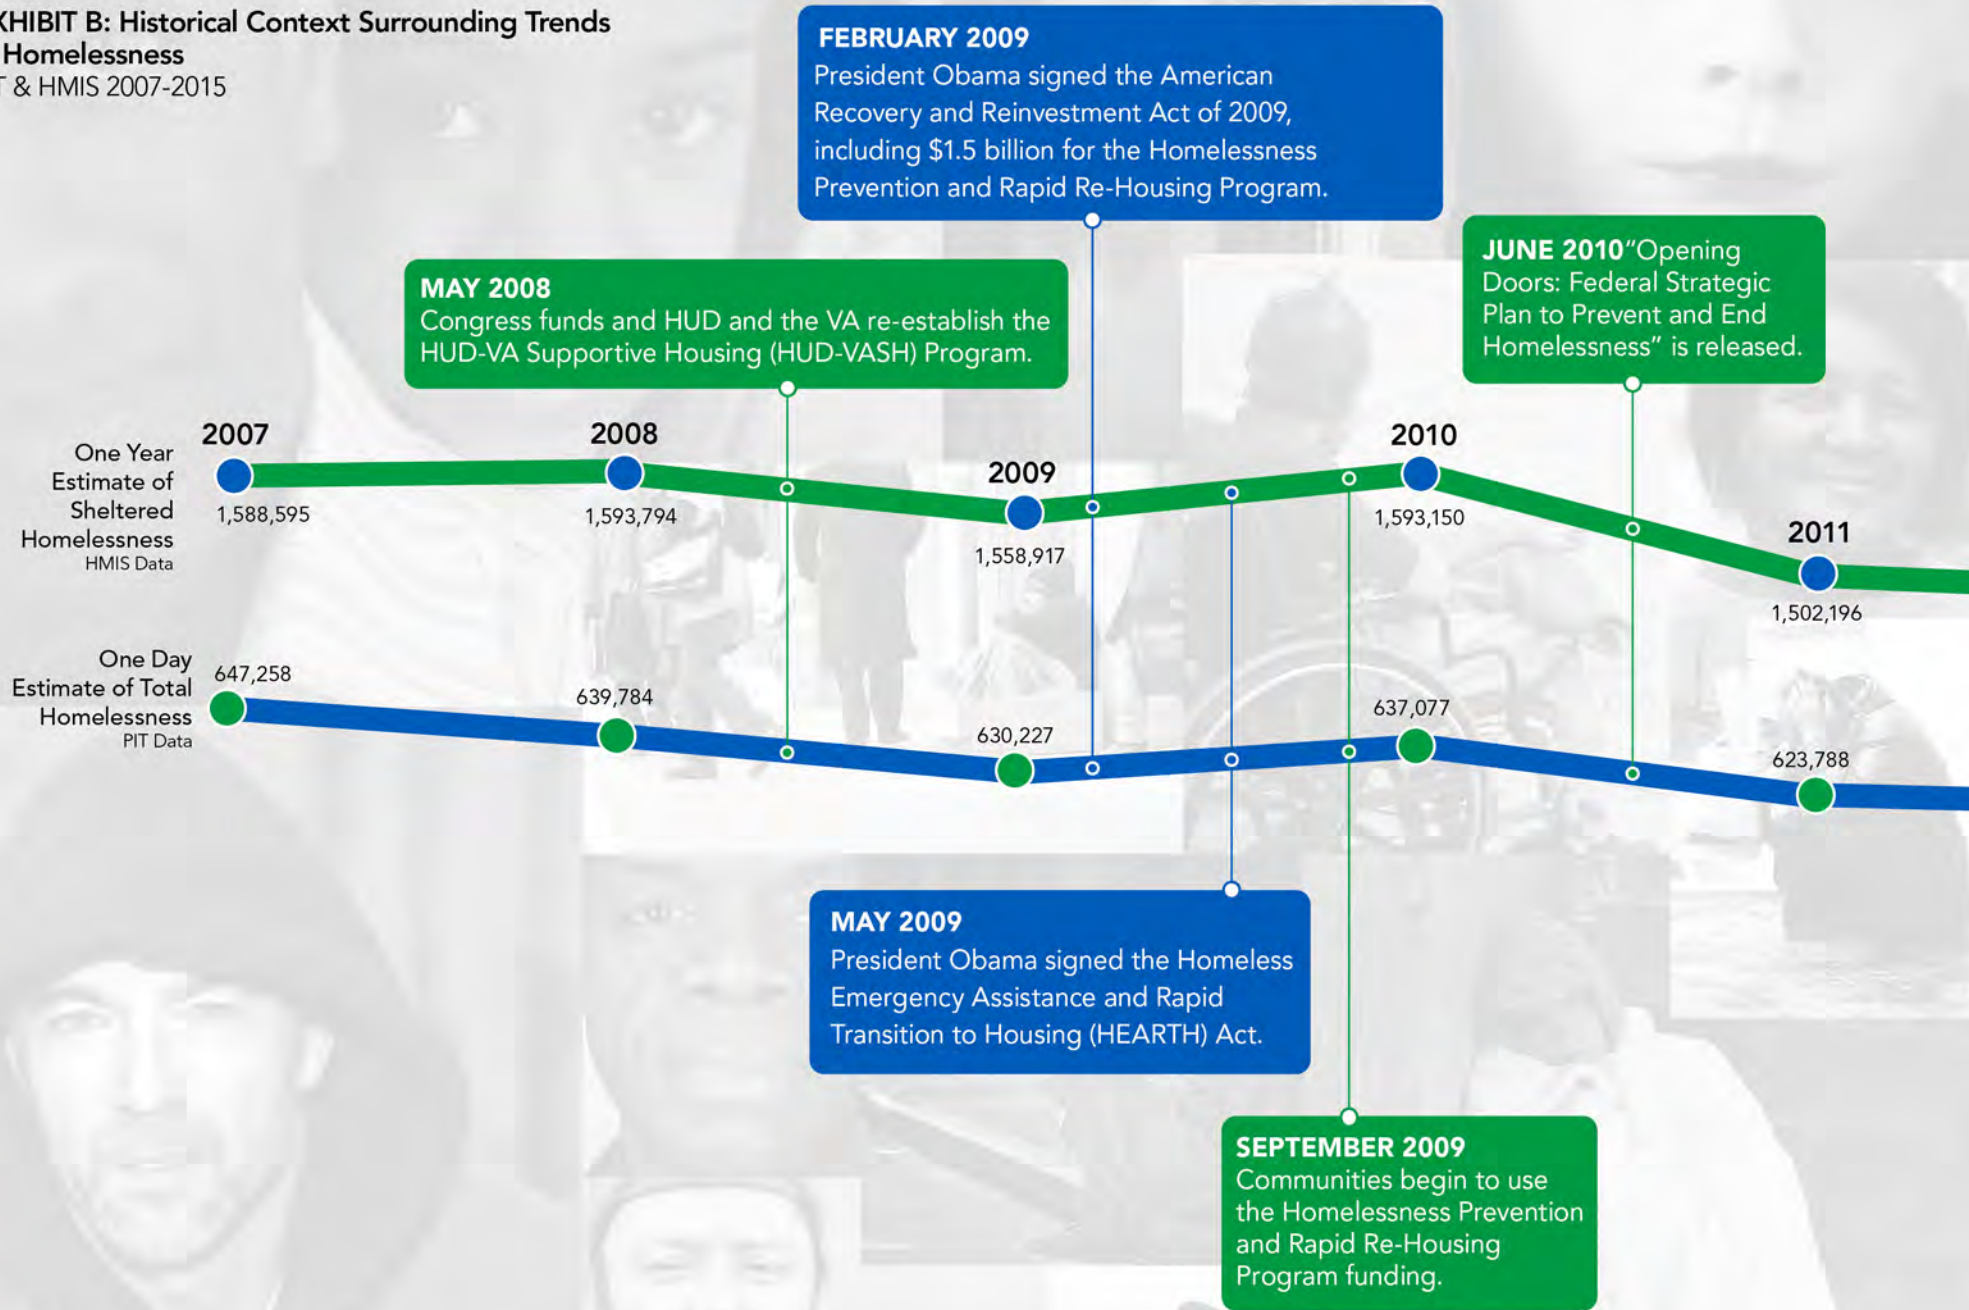 XHIBIT B: Historical Context Surrounding Trends
Homelessness
T & HMIS 2007-2015
FEBRUARY 2009
President Obama signed the American
Recovery and Reinvestment Act of 2009,
including $1.5 billion for the Homelessness
Prevention and Rapid Re-Housing Program.
JUNE 2010 “Opening
Doors: Federal Strategic
Plan to Prevent and End
Homelessness” is released.
MAY 2008
Congress funds and HUD and the VA re-establish the
HUD-VA Supportive Housing (HUD-VASH) Program.
One Year
Estimate of
Sheltered
Homelessness
HMIS Data
2007
1,588,595
2008
1,593,794
2009
1,558,917
2010
1,593,150
2011
1,502,196
One Day
Estimate of Total
Homelessness
PIT Data
647,258
639,784
630,227
637,077
623,788
MAY 2009
President Obama signed the Homeless
Emergency Assistance and Rapid
Transition to Housing (HEARTH) Act.
SEPTEMBER 2009
Communities begin to use
the Homelessness Prevention
and Rapid Re-Housing
Program funding.